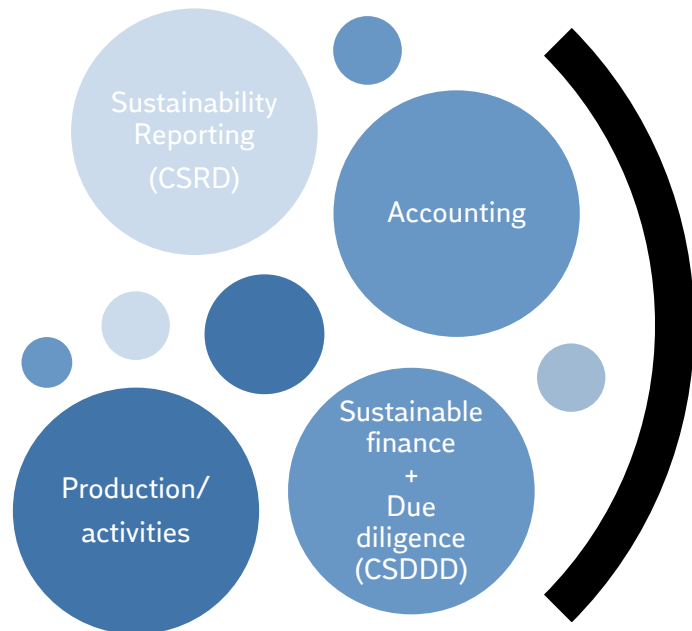 Sustainability
Reporting
(CSRD)
Accounting
Sustainable
finance
+
Due
diligence
(CSDDD)
Production/
activities